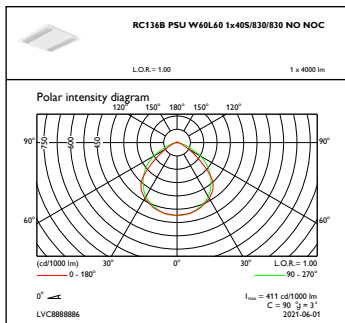 RC136B PSU W60L60 1x40S/830/830 NO NOC
L.O.R.= 1.00 1 x 4000 lm
Polar intensity diagram
120° 150° 180° 150° 120°
90° 750 600 450 90°
60° 60°
(cd/1000 lm) 30° 0° 30° L.O.R.= 1.00
0 - 180° 90 - 270°
0° Imax = 411 cd/1000 lm
C = 90 °g = 3°
LVC8888886 2021-06-01